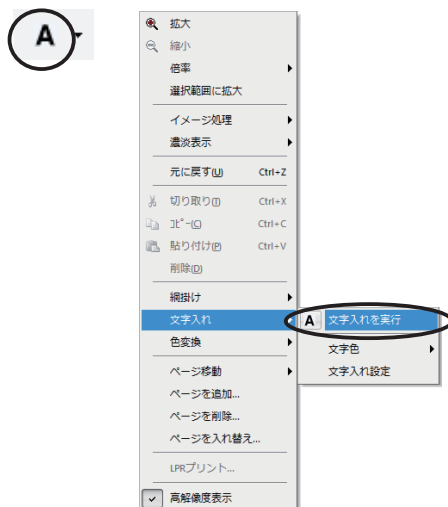 A
拡大
縮小
倍率
選択範囲に拡大
イメージ処理
濃淡表示
元に戻す(U) Ctrl+Z
切り取り(T) Ctrl+X
ｺﾋﾟｰ(C) Ctrl+C
貼り付け(P) Ctrl+V
削除(D)
網掛け
文字入れ
A 文字入れを実行
色変換
文字色
ページ移動
文字入れ設定
ページを追加...
ページを削除...
ページを入れ替え...
LPRプリント...
高解像度表示